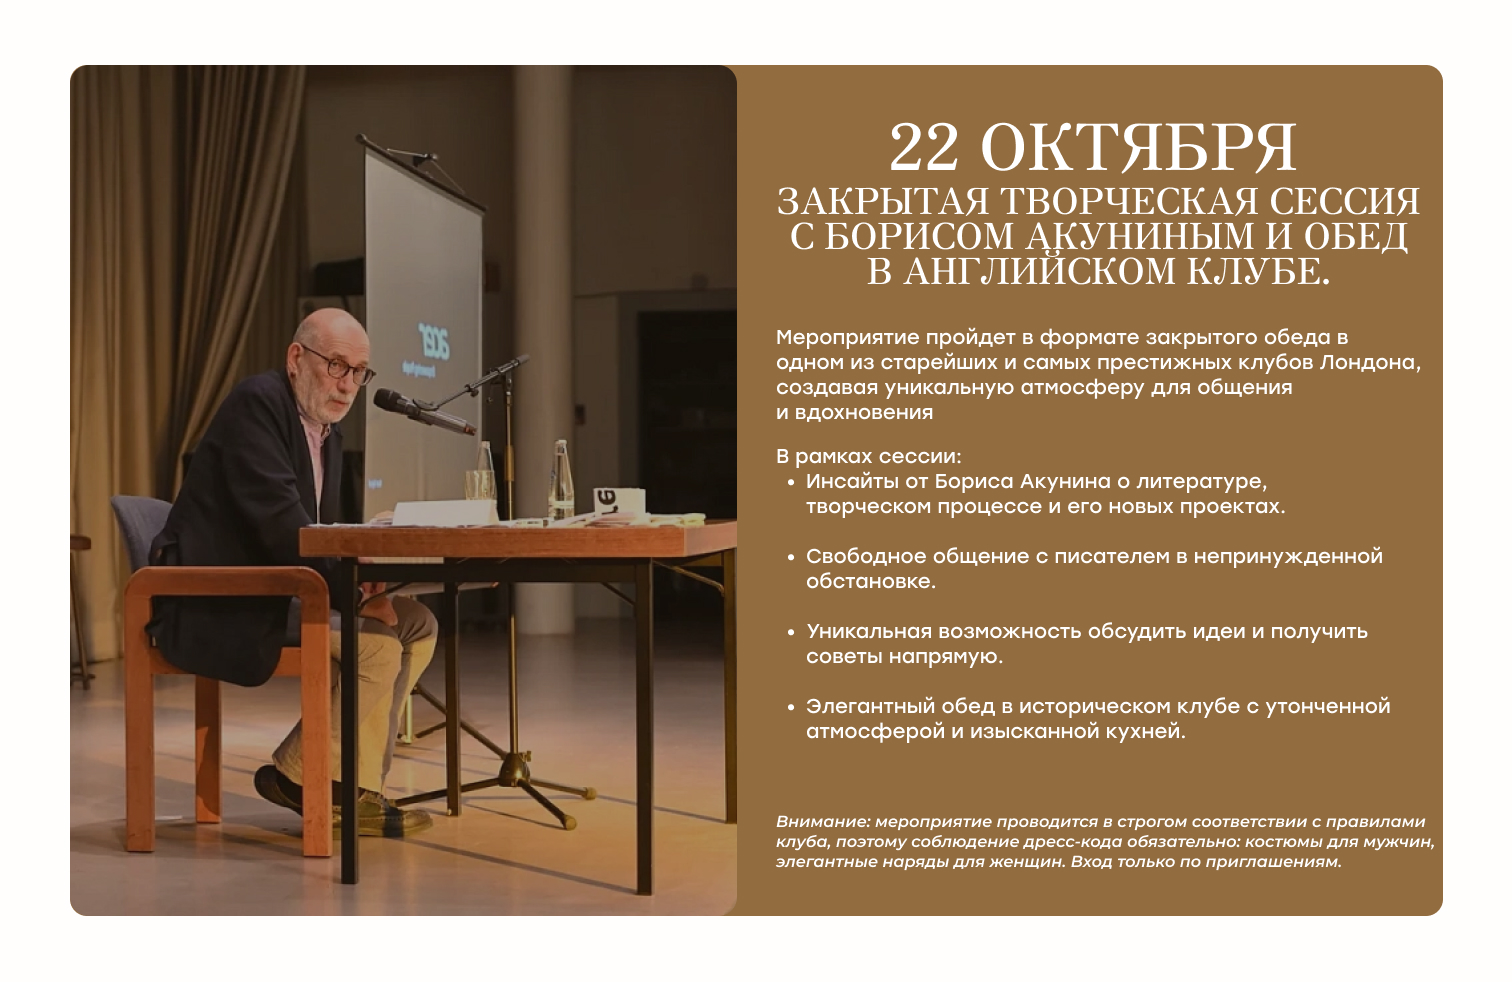 22 ОКТЯБРЯ
ЗАКРЫТАЯ ТВОРЧЕСКАЯ СЕССИЯ
С БОРИСОМ АКУНИНЫМ И ОБЕД
В АНГЛИЙСКОМ КЛУБЕ.
Мероприятие пройдет в формате закрытого обеда в
одном из старейших и самых престижных клубов Лондона,
создавая уникальную атмосферу для общения
и вдохновения
В рамках сессии:
• Инсайты от Бориса Акунина о литературе,
творческом процессе и его новых проектах.
• Свободное общение с писателем в непринужденной
обстановке.
• Уникальная возможность обсудить идеи и получить
советы напрямую.
• Элегантный обед в историческом клубе с утонченной
атмосферой и изысканной кухней.
Внимание: мероприятие проводится в строгом соответствии с правилами
клуба, поэтому соблюдение дресс-кода обязательно: костюмы для мужчин,
элегантные наряды для женщин. Вход только по приглашениям.
acer